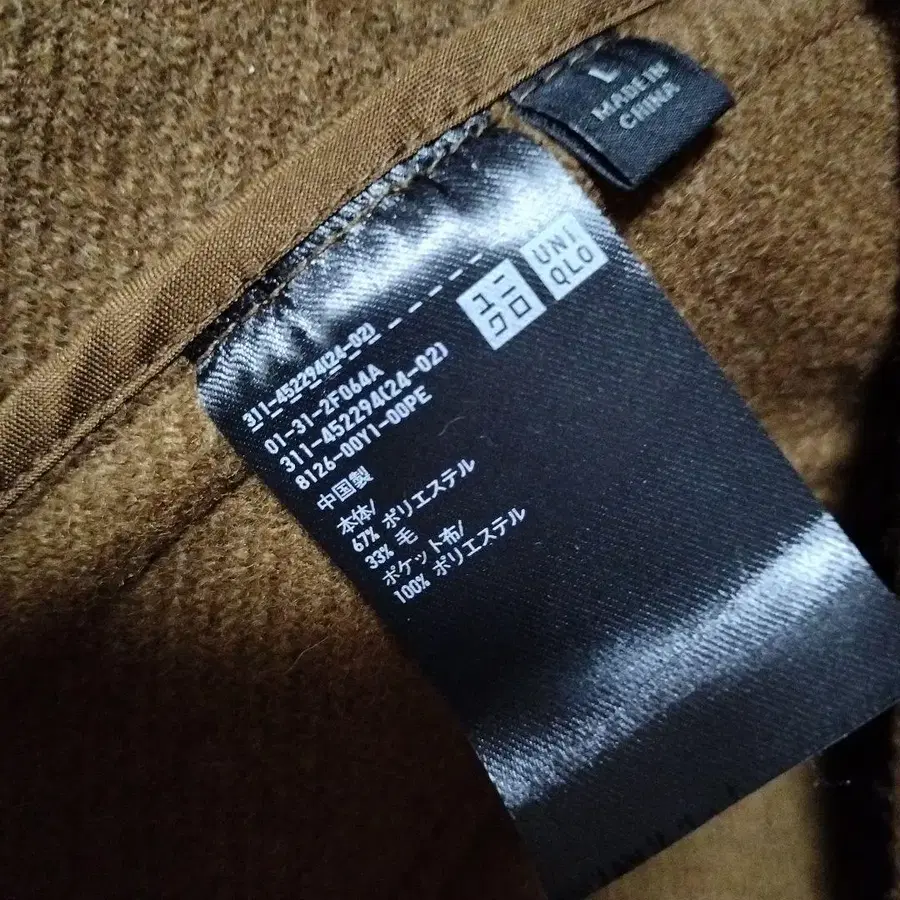 L
MADE IN
CHINA
ユニ
クロ
UNI
QLO
311-452294(24-02)
01-31-2F064A
311-452294(24-02)
8126-00Y1-00PE
中国製
本体/
67% ポリエステル
33% 毛
ポケット布/
100% ポリエステル